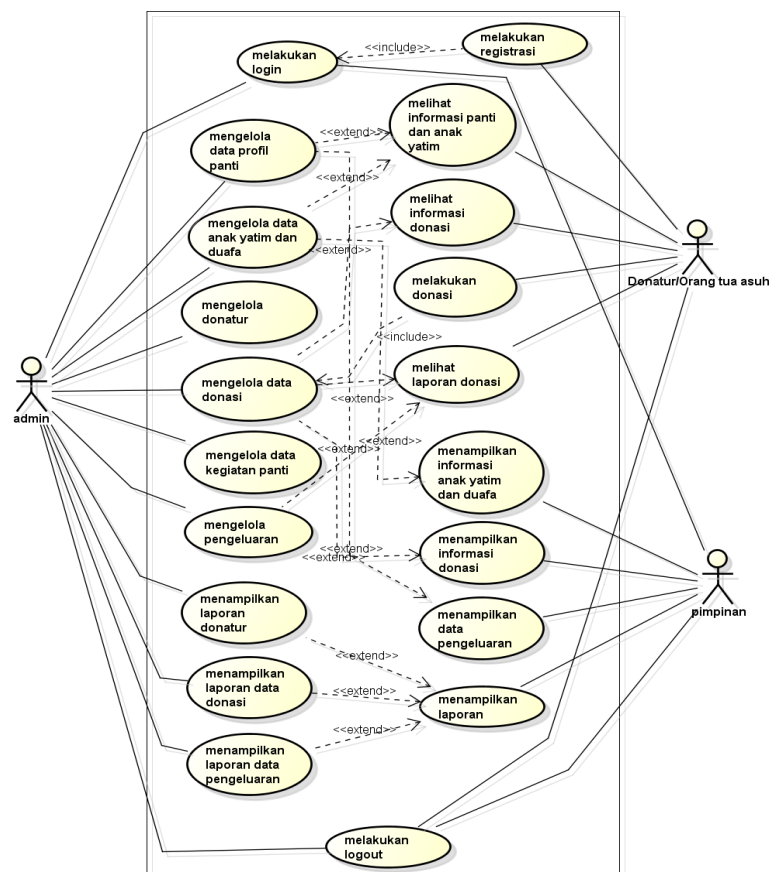 melakukan
registrasi
<<include>>
melakukan
login
melihat
informasi panti
dan anak
yatim
<<extend>>
mengelola
data profil
panti
<<extend>>
melihat
informasi
donasi
mengelola data
anak yatim dan
duafa
<<extend>>
Donatur/Orang tua asuh
melakukan
donasi
mengelola
donatur
<<include>>
melihat
laporan donasi
mengelola data
donasi
<<extend>>
admin
<<extend>>
mengelola data
kegiatan panti
menampilkan
informasi
anak yatim
dan duafa
mengelola
pengeluaran
<<extend>>
<<extend>>
menampilkan
informasi
donasi
pimpinan
menampilkan
laporan
donatur
menampilkan
data
pengeluaran
<<extend>>
menampilkan
laporan data
donasi
<<extend>>
menampilkan
laporan
<<extend>>
menampilkan
laporan data
pengeluaran
melakukan
logout